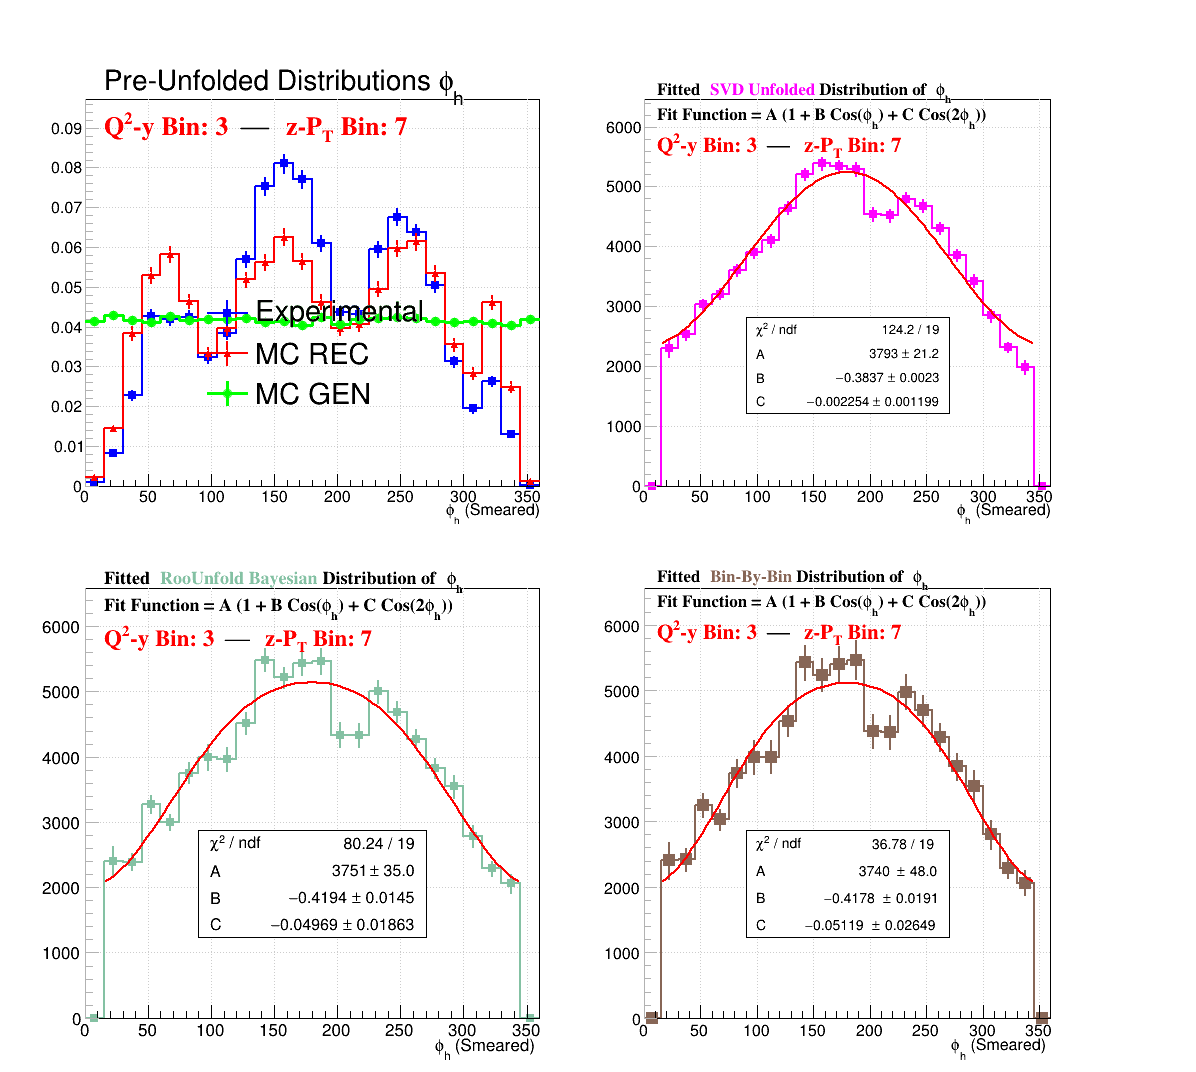 Pre-Unfolded Distributions ϕh
Q²-y Bin: 3 — z-PT Bin: 7
0.09
0.08
0.07
0.06
0.05
0.04
0.03
0.02
0.01
0
Experimental
MC REC
MC GEN
0 50 100 150 200 250 300 350
ϕh (Smeared)
Fitted SVD Unfolded Distribution of ϕh
Fit Function = A (1 + B Cos(ϕh) + C Cos(2ϕh))
Q²-y Bin: 3 — z-PT Bin: 7
6000
5000
4000
3000
2000
1000
0
χ² / ndf 124.2 / 19
A 3793 ± 21.2
B −0.3837 ± 0.0023
C −0.002254 ± 0.001199
0 50 100 150 200 250 300 350
ϕh (Smeared)
Fitted RooUnfold Bayesian Distribution of ϕh
Fit Function = A (1 + B Cos(ϕh) + C Cos(2ϕh))
Q²-y Bin: 3 — z-PT Bin: 7
6000
5000
4000
3000
2000
1000
0
χ² / ndf 80.24 / 19
A 3751 ± 35.0
B −0.4194 ± 0.0145
C −0.04969 ± 0.01863
0 50 100 150 200 250 300 350
ϕh (Smeared)
Fitted Bin-By-Bin Distribution of ϕh
Fit Function = A (1 + B Cos(ϕh) + C Cos(2ϕh))
Q²-y Bin: 3 — z-PT Bin: 7
6000
5000
4000
3000
2000
1000
0
χ² / ndf 36.78 / 19
A 3740 ± 48.0
B −0.4178 ± 0.0191
C −0.05119 ± 0.02649
0 50 100 150 200 250 300 350
ϕh (Smeared)